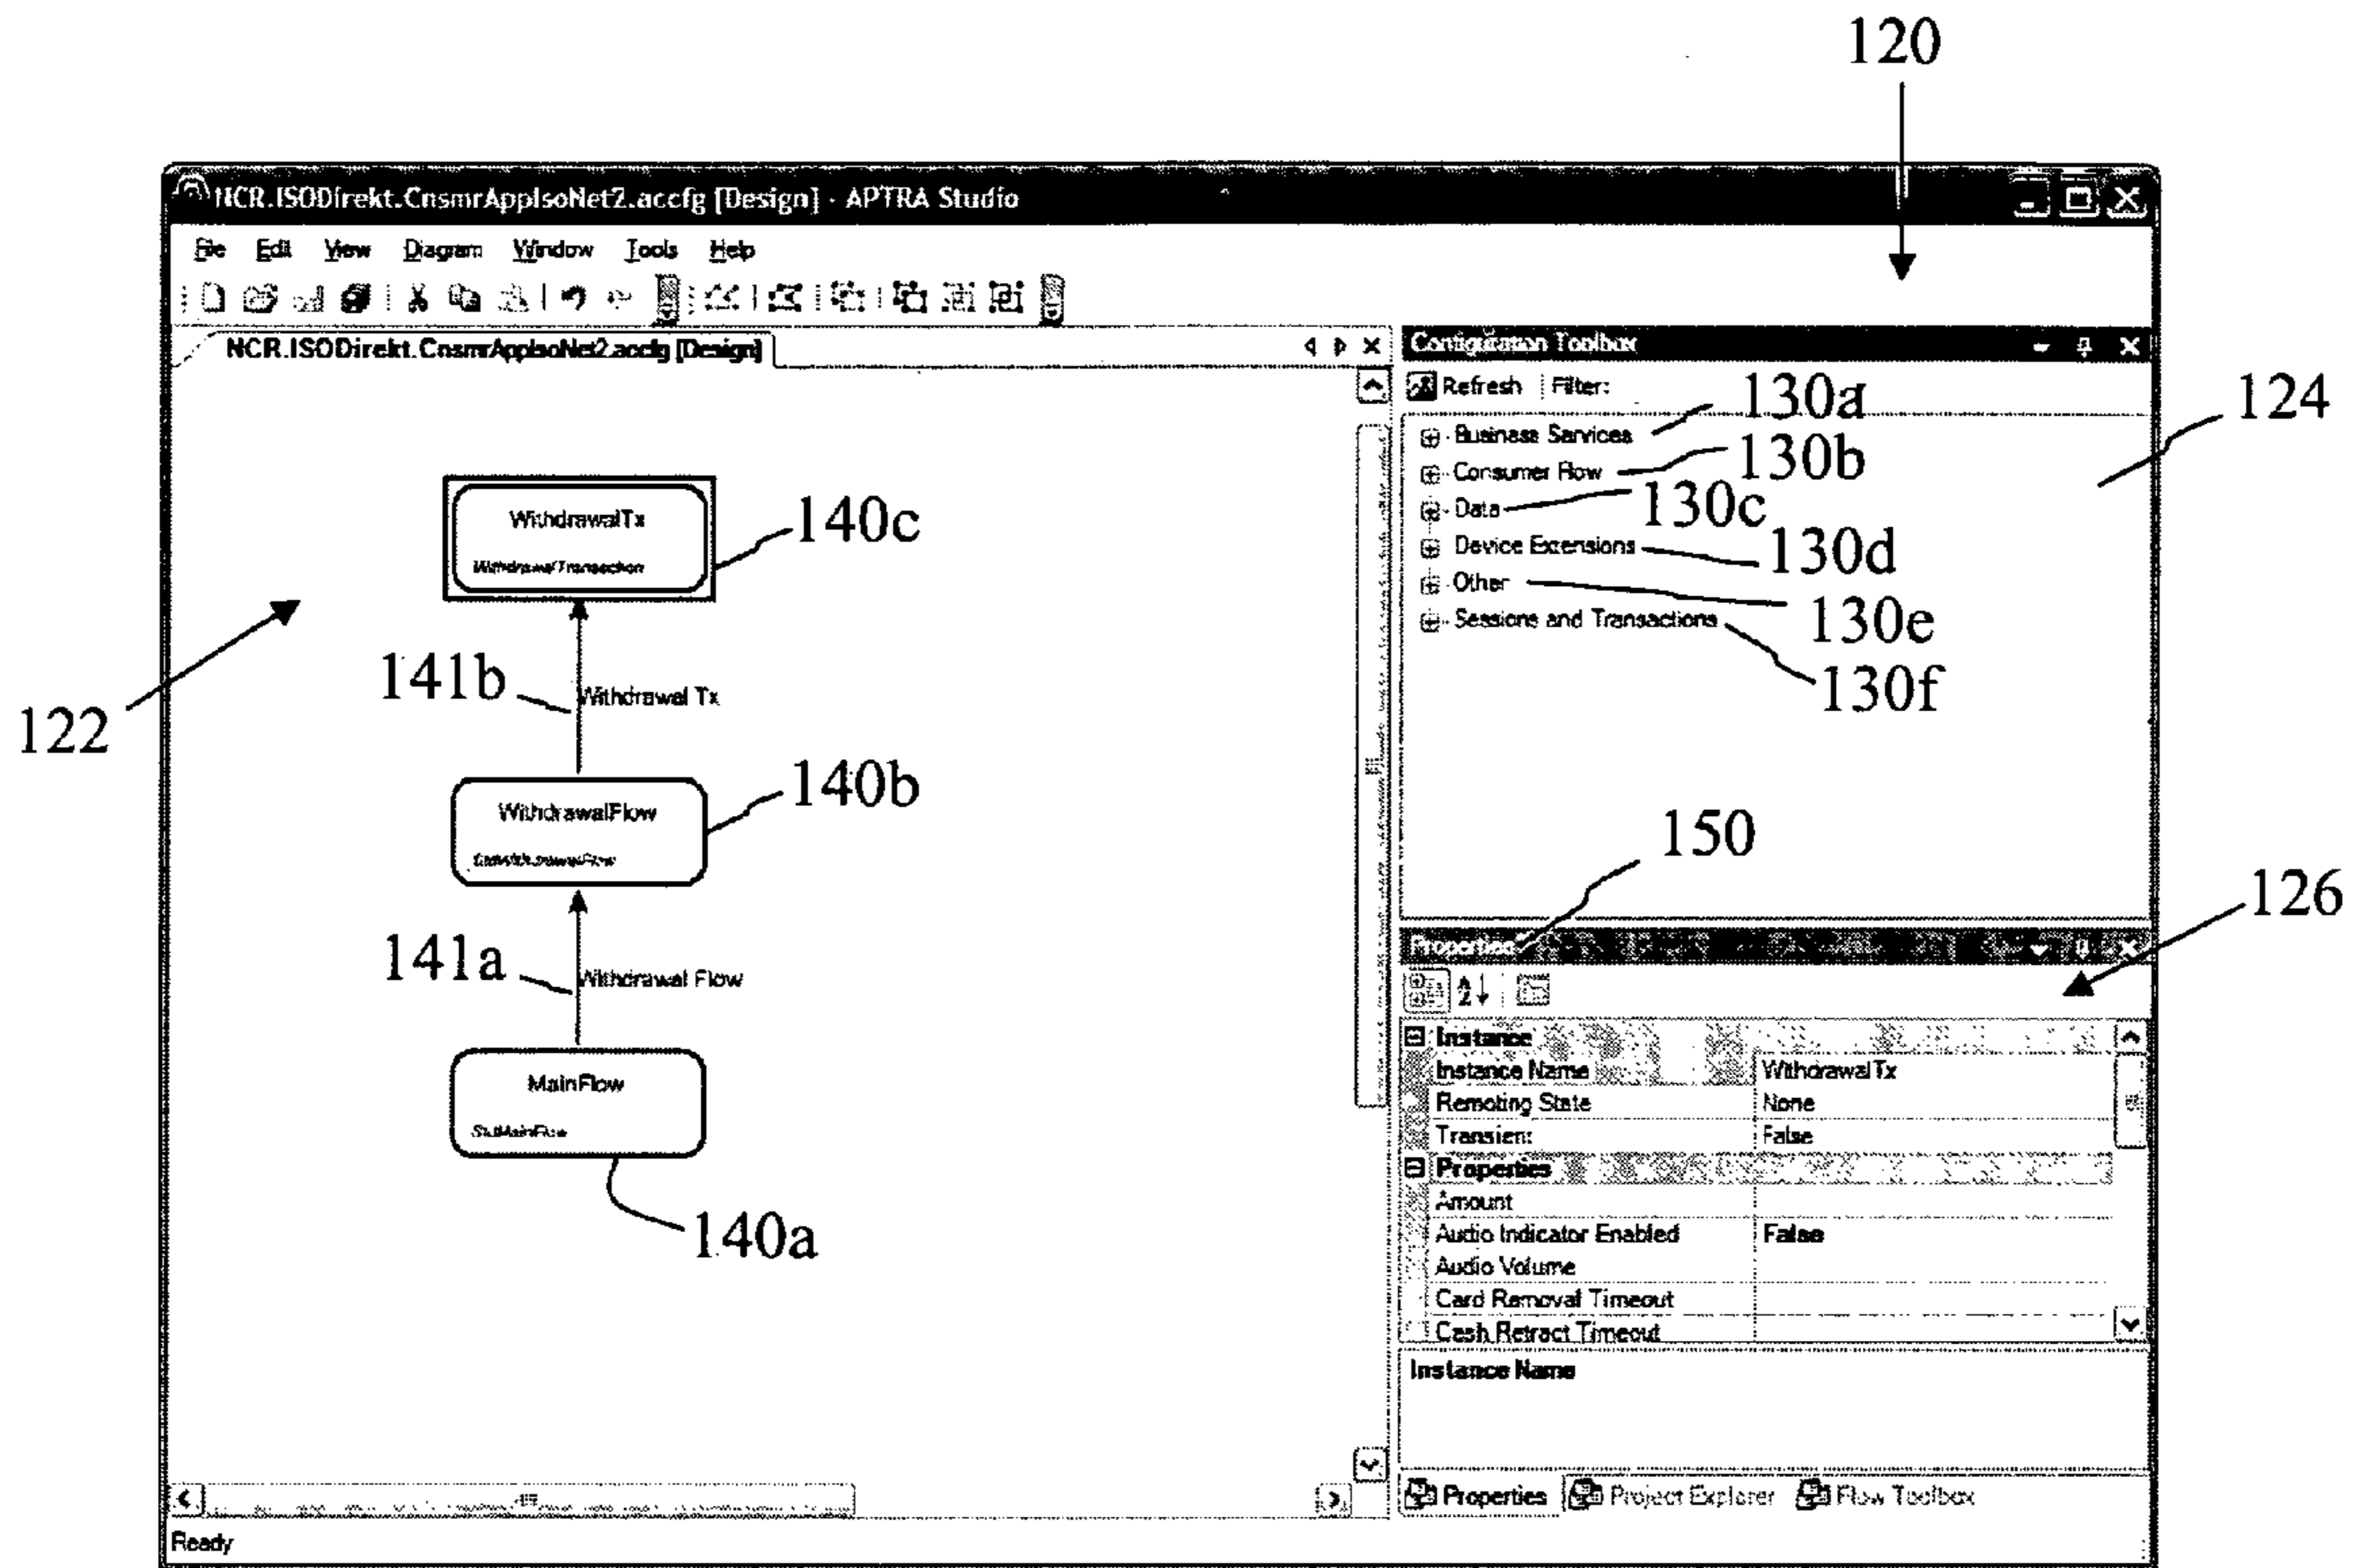 120
NCR.ISODirekt.CnsmrAppIsoNet2.accfg [Design] - APTRA Studio
File Edit View Diagram Window Tools Help
NCR.ISODirekt.CnsmrAppIsoNet2.accfg [Design]
Configuration Toolbox
Refresh Filter:
130a
124
Business Services
Consumer Flow
130b
Data
130c
Device Extensions
130d
Other
130e
Sessions and Transactions
130f
WithdrawalTx
WithdrawalTransaction
140c
122
141b
Withdrawal Tx
WithdrawalFlow
140b
141a
Withdrawal Flow
MainFlow
140a
150
126
Properties
Instance
Instance Name WithdrawalTx
Remoting State None
Transient False
Properties
Amount
Audio Indicator Enabled False
Audio Volume
Card Removal Timeout
Cash Retract Timeout
Instance Name
Properties Project Explorer Flow Toolbox
Ready